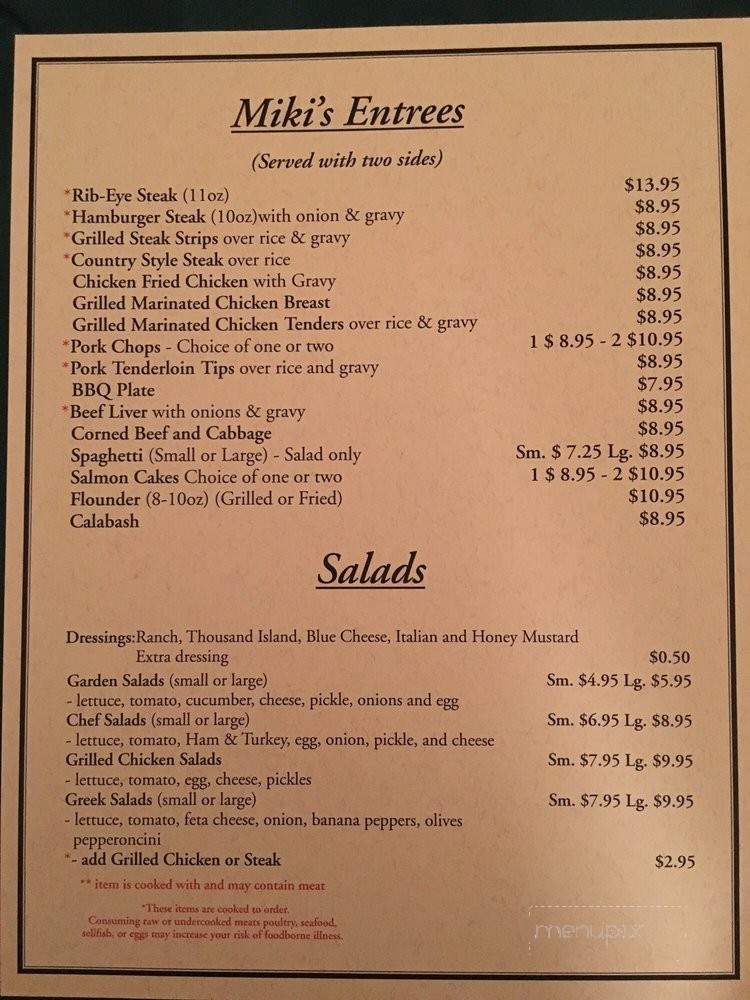 Miki's Entrees
(Served with two sides)
*Rib-Eye Steak (11oz) $13.95
*Hamburger Steak (10oz)with onion & gravy $8.95
*Grilled Steak Strips over rice & gravy $8.95
*Country Style Steak over rice $8.95
Chicken Fried Chicken with Gravy $8.95
Grilled Marinated Chicken Breast $8.95
Grilled Marinated Chicken Tenders over rice & gravy $8.95
*Pork Chops - Choice of one or two 1 $ 8.95 - 2 $10.95
*Pork Tenderloin Tips over rice and gravy $8.95
BBQ Plate $7.95
*Beef Liver with onions & gravy $8.95
Corned Beef and Cabbage $8.95
Spaghetti (Small or Large) - Salad only Sm. $ 7.25 Lg. $8.95
Salmon Cakes Choice of one or two 1 $ 8.95 - 2 $10.95
Flounder (8-10oz) (Grilled or Fried) $10.95
Calabash $8.95
Salads
Dressings:Ranch, Thousand Island, Blue Cheese, Italian and Honey Mustard
Extra dressing $0.50
Garden Salads (small or large) Sm. $4.95 Lg. $5.95
- lettuce, tomato, cucumber, cheese, pickle, onions and egg
Chef Salads (small or large) Sm. $6.95 Lg. $8.95
- lettuce, tomato, Ham & Turkey, egg, onion, pickle, and cheese
Grilled Chicken Salads Sm. $7.95 Lg. $9.95
- lettuce, tomato, egg, cheese, pickles
Greek Salads (small or large) Sm. $7.95 Lg. $9.95
- lettuce, tomato, feta cheese, onion, banana peppers, olives
pepperoncini
*- add Grilled Chicken or Steak $2.95
** item is cooked with and may contain meat
*These items are cooked to order.
Consuming raw or undercooked meats poultry, seafood,
sellfish, or eggs may increase your risk of foodborne illness.
menupix